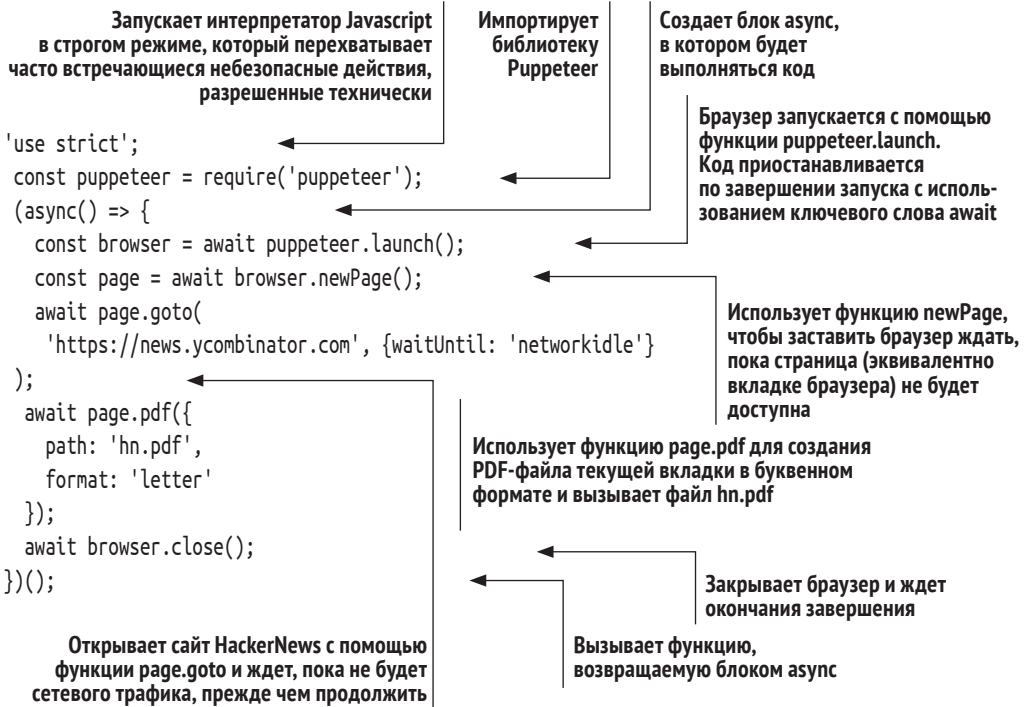 Запускает интерпретатор Javascript
в строгом режиме, который перехватывает
часто встречающиеся небезопасные действия,
разрешенные технически
Импортирует
библиотеку
Puppeteer
Создает блок async,
в котором будет
выполняться код
Браузер запускается с помощью
функции puppeteer.launch.
Код приостанавливается
по завершении запуска с исполь-
зованием ключевого слова await
'use strict';
const puppeteer = require('puppeteer');
(async() => {
const browser = await puppeteer.launch();
const page = await browser.newPage();
await page.goto(
'https://news.ycombinator.com', {waitUntil: 'networkidle'}
);
await page.pdf({
path: 'hn.pdf',
format: 'letter'
});
await browser.close();
})();
Использует функцию newPage,
чтобы заставить браузер ждать,
пока страница (эквивалентно
вкладке браузера) не будет
доступна
Использует функцию page.pdf для создания
PDF-файла текущей вкладки в буквенном
формате и вызывает файл hn.pdf
Закрывает браузер и ждет
окончания завершения
Вызывает функцию,
возвращаемую блоком async
Открывает сайт HackerNews с помощью
функции page.goto и ждет, пока не будет
сетевого трафика, прежде чем продолжить